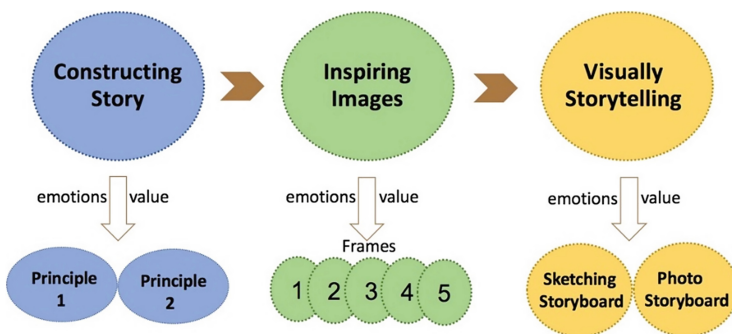 Constructing
Story
Inspiring
Images
Visually
Storytelling
emotions value
emotions value
emotions value
Frames
Principle
1
Principle
2
1 2 3 4 5
Sketching
Storyboard
Photo
Storyboard